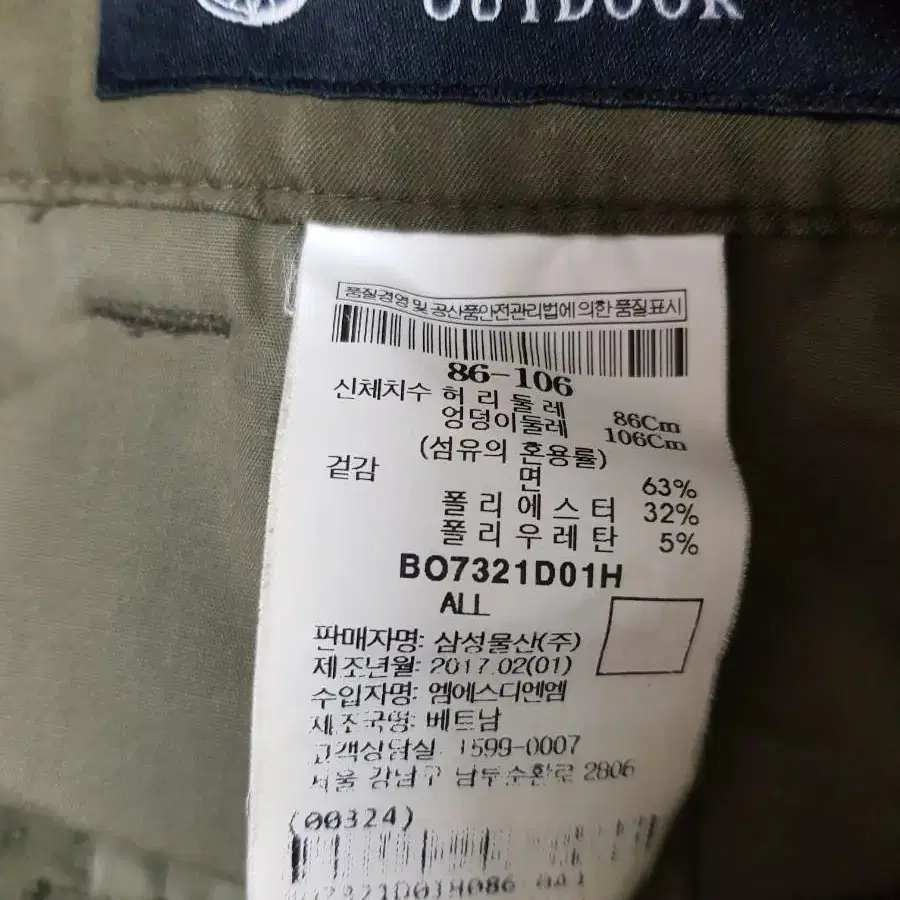 OUTDOOR
품질경영 및 공산품안전관리법에 의한 품질표시
86-106
신체치수 허리둘레 86Cm
엉덩이둘레 106Cm
(섬유의 혼용률)
겉감 면 63%
폴리에스터 32%
폴리우레탄 5%
BO7321D01H
ALL
판매자명: 삼성물산(주)
제조년월: 2017.02(01)
수입자명: 엠에스디엔엠
제조국명: 베트남
고객상담실 1599-0007
서울 강남구 남부순환로 2806
(00324)